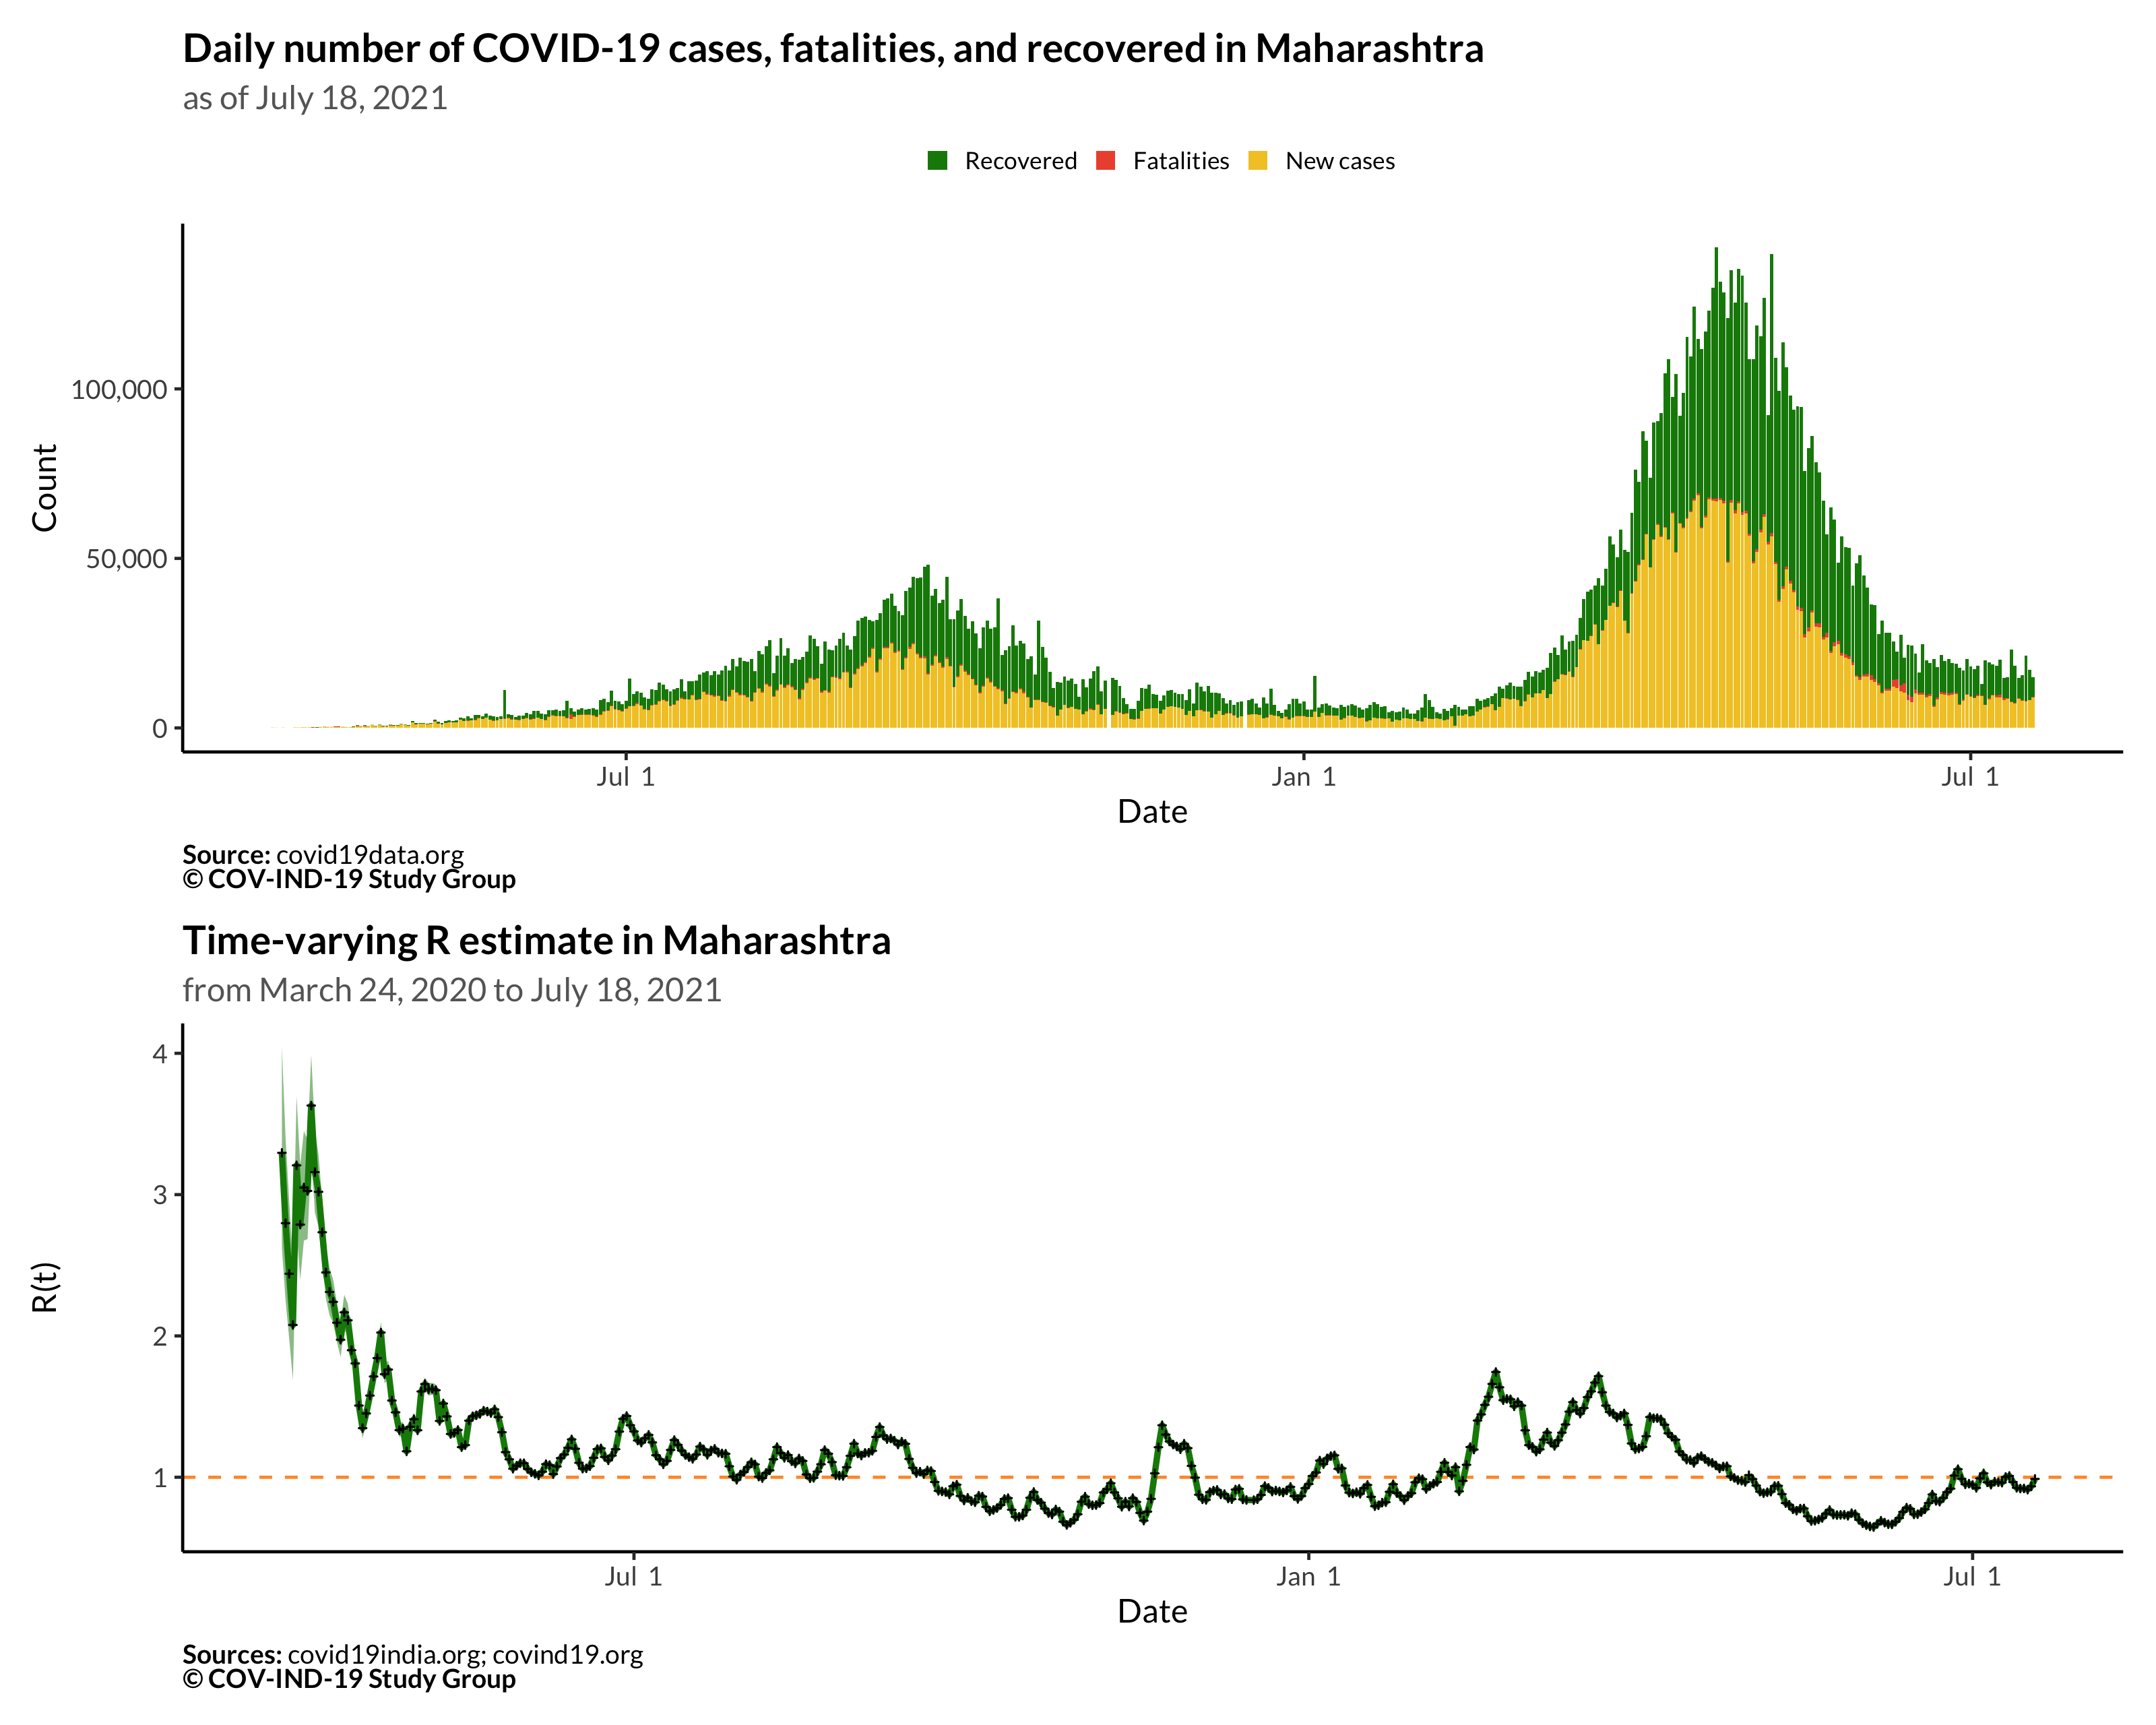 Daily number of COVID-19 cases, fatalities, and recovered in Maharashtra
as of July 18, 2021
Recovered Fatalities New cases
100,000
50,000
0
Count
Jul 1 Jan 1 Jul 1
Date
Source: covid19data.org
© COV-IND-19 Study Group
Time-varying R estimate in Maharashtra
from March 24, 2020 to July 18, 2021
4
3
2
1
R(t)
Jul 1 Jan 1 Jul 1
Date
Sources: covid19india.org; covind19.org
© COV-IND-19 Study Group